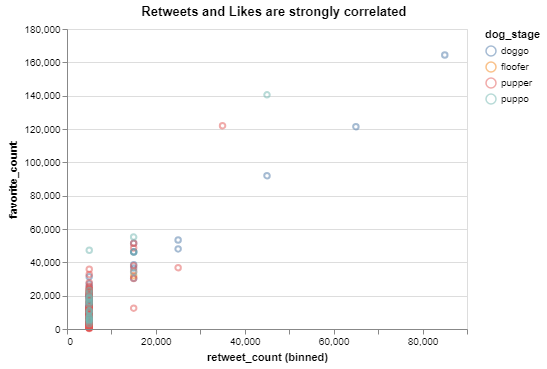 Retweets and Likes are strongly correlated
180,000
160,000
140,000
120,000
100,000
80,000
60,000
40,000
20,000
0
favorite_count
0 20,000 40,000 60,000 80,000
retweet_count (binned)
dog_stage
doggo
floofer
pupper
puppo